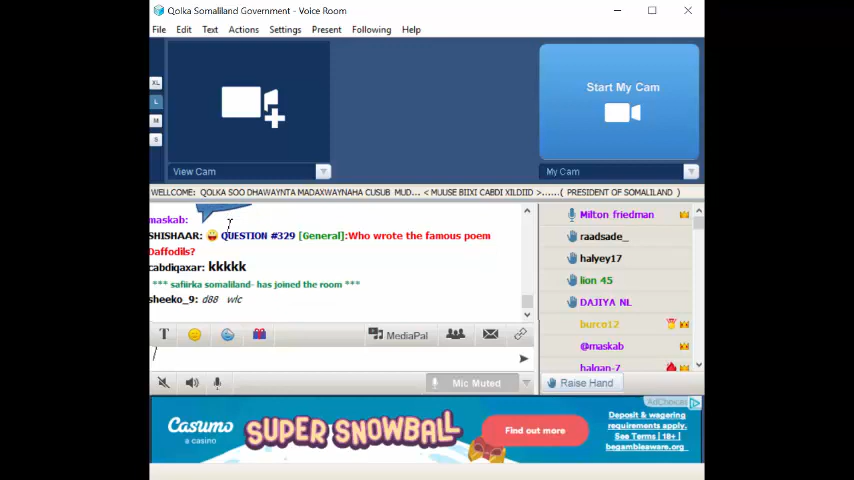 Qolka Somaliland Government - Voice Room
File Edit Text Actions Settings Present Following Help
XL
L
M
S
Start My Cam
View Cam
My Cam
WELLCOME: QOLKA SOO DHAWAYNTA MADAXWAYNAHA CUSUB MUD... < MUUSE BIIXI CABDI XILDIID >......( PRESIDENT OF SOMALILAND )
maskab:
SHISHAAR: QUESTION #329 [General]:Who wrote the famous poem
Daffodils?
cabdiqaxar: kkkkk
*** safiirka somaliland- has joined the room ***
sheeko_9: d88 wlc
Milton friedman
raadsade_
halyey17
lion 45
DAJIYA NL
burco12
@maskab
halgan-7
T
MediaPal
/
Mic Muted
Raise Hand
AdChoices
Casumo
a casino
SUPER SNOWBALL
Find out more
Deposit & wagering
requirements apply.
See Terms | 18+ |
begambleaware.org